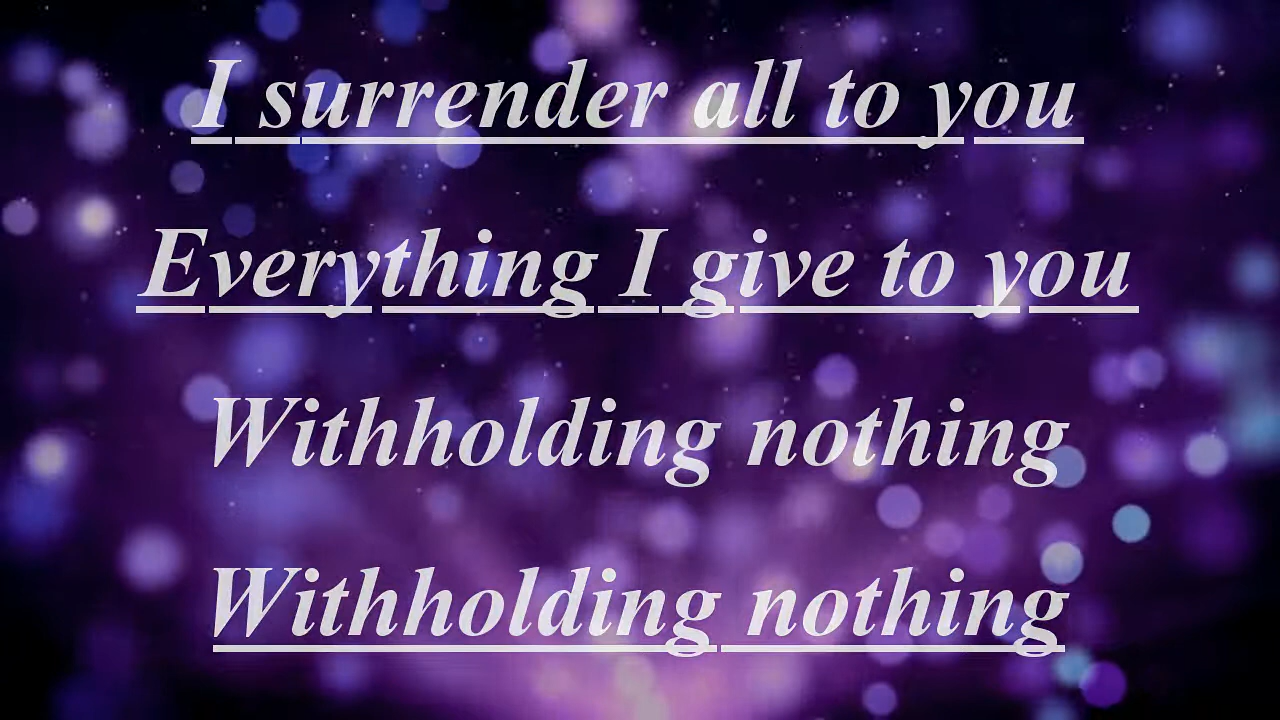 I surrender all to you
Everything I give to you
Withholding nothing
Withholding nothing